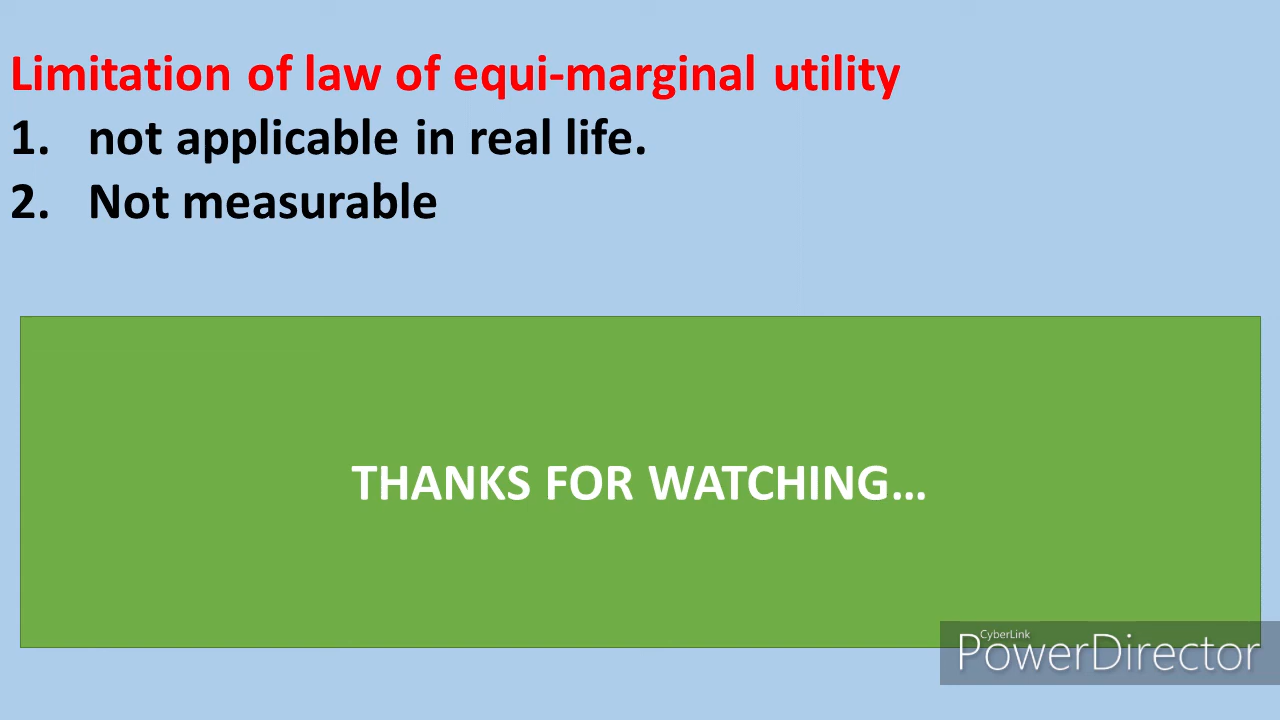 Limitation of law of equi-marginal utility
1. not applicable in real life.
2. Not measurable
THANKS FOR WATCHING...
CyberLink
PowerDirector